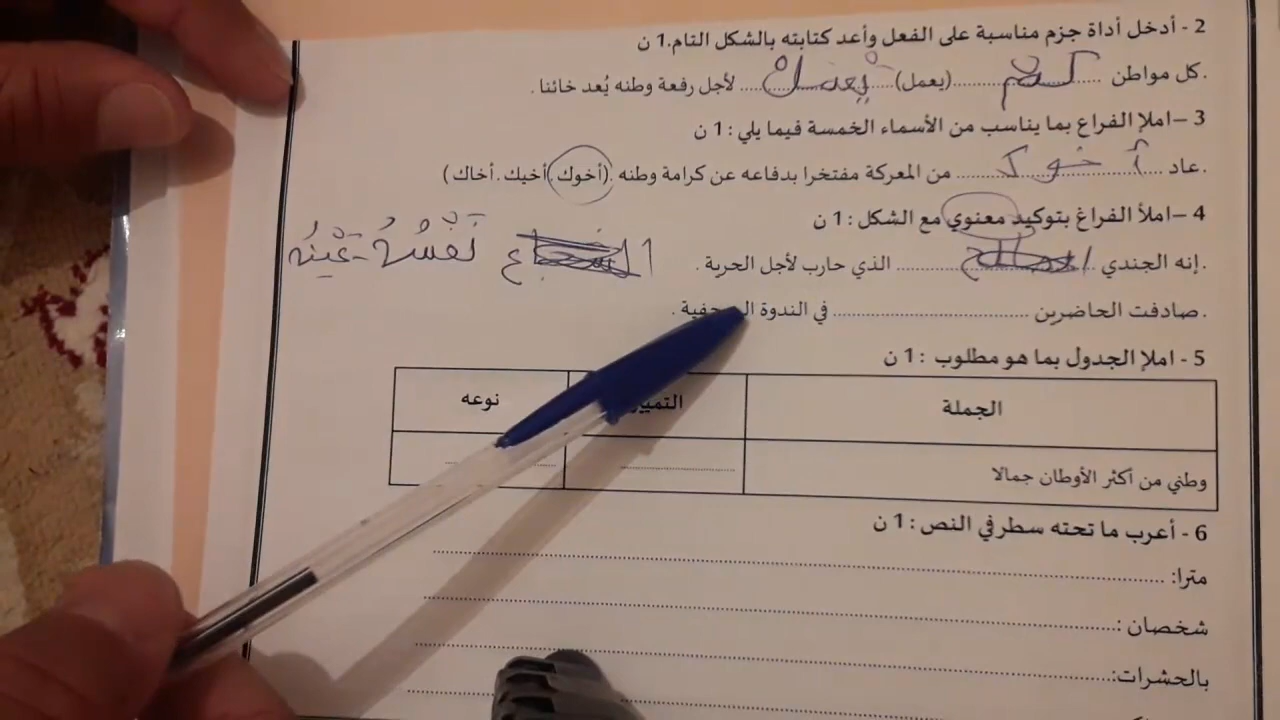 2 - أدخل أداة جزم مناسبة على الفعل وأعد كتابته بالشكل التام.1 ن
.كل مواطن ........لم........(يعمل)......يعملْ...... لأجل رفعة وطنه يُعد خائنا .
3 –املإ الفراع بما يناسب من الأسماء الخمسة فيما يلي : 1 ن
.عاد ......أخوك...... من المعركة مفتخرا بدفاعه عن كرامة وطنه .(أخوك.أخيك.أخاك)
4 –املأ الفراغ بتوكيد معنوي مع الشكل : 1 ن
.إنه الجندي .................. الذي حارب لأجل الحرية . نَفْسُهُ - عَيْنُهُ
.صادفت الحاضرين .................. في الندوة .
5 - املإ الجدول بما هو مطلوب : 1 ن
الجملة التمييز نوعه
وطني من أكثر الأوطان جمالا .................. ..................
6 - أعرب ما تحته سطر في النص : 1 ن
مترا: ..................
شخصان : ..................
بالحشرات: ..................